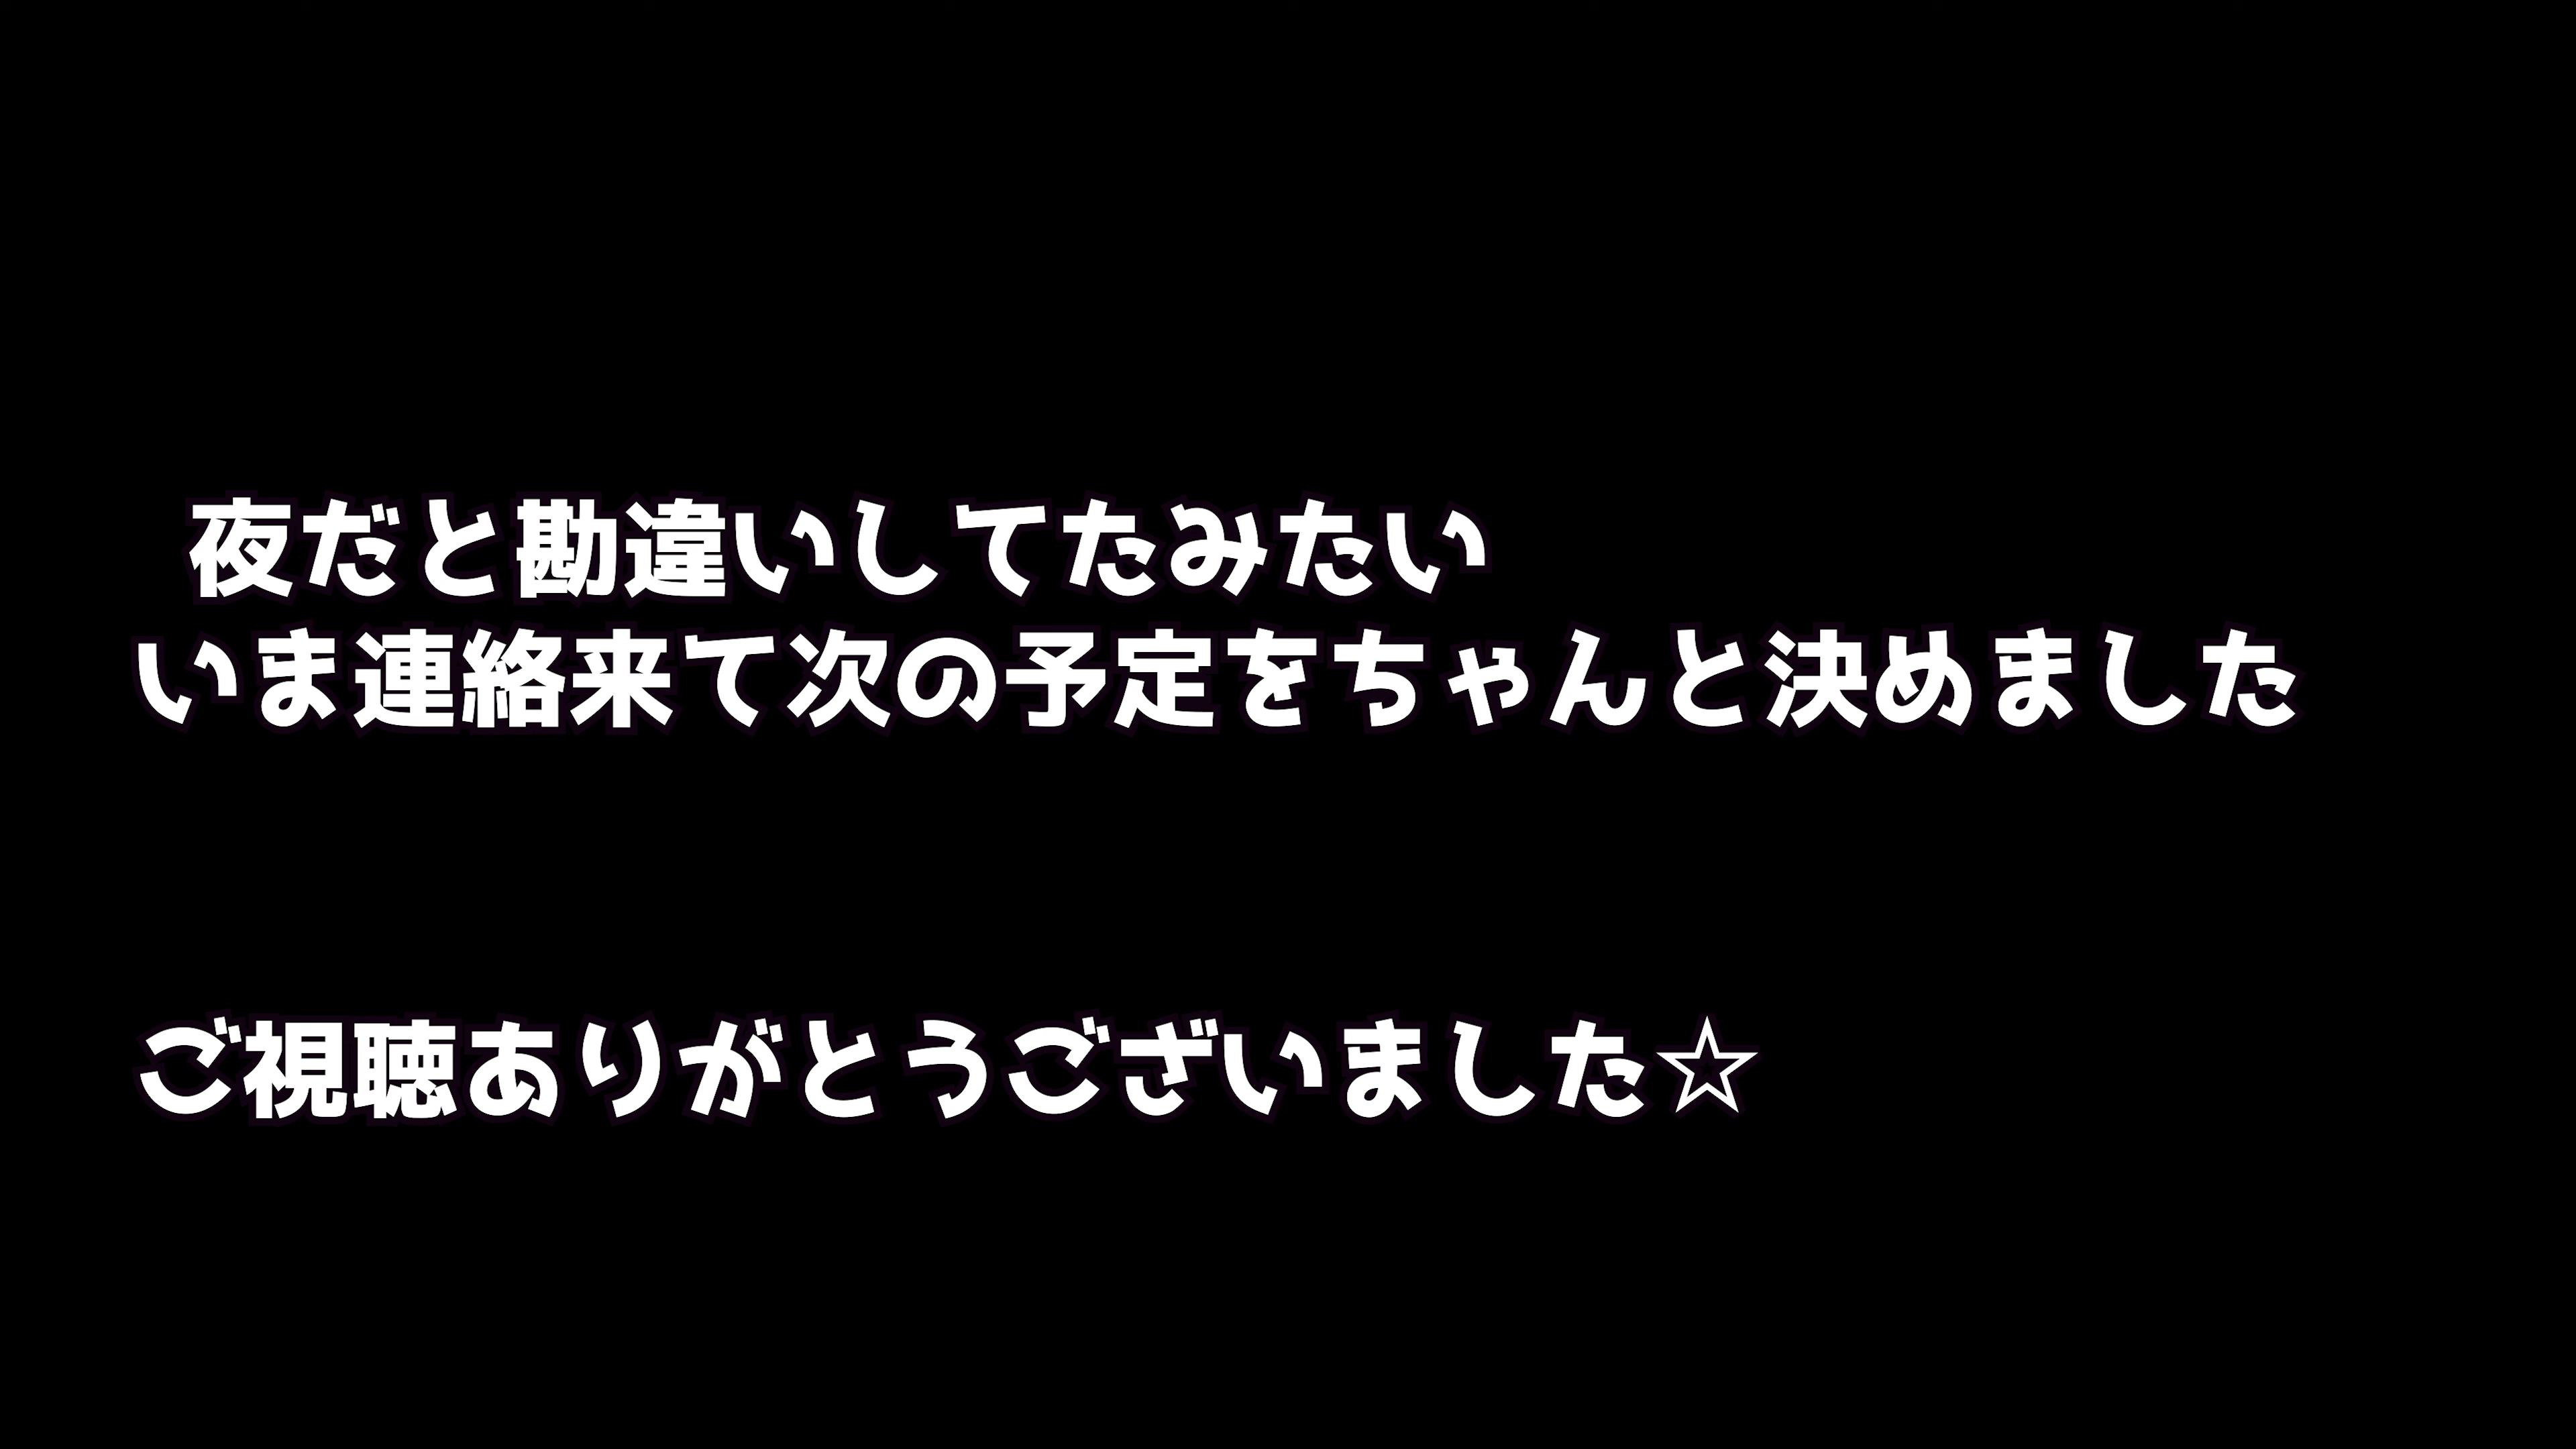 夜だと勘違いしてたみたい
いま連絡来て次の予定をちゃんと決めました
ご視聴ありがとうございました☆